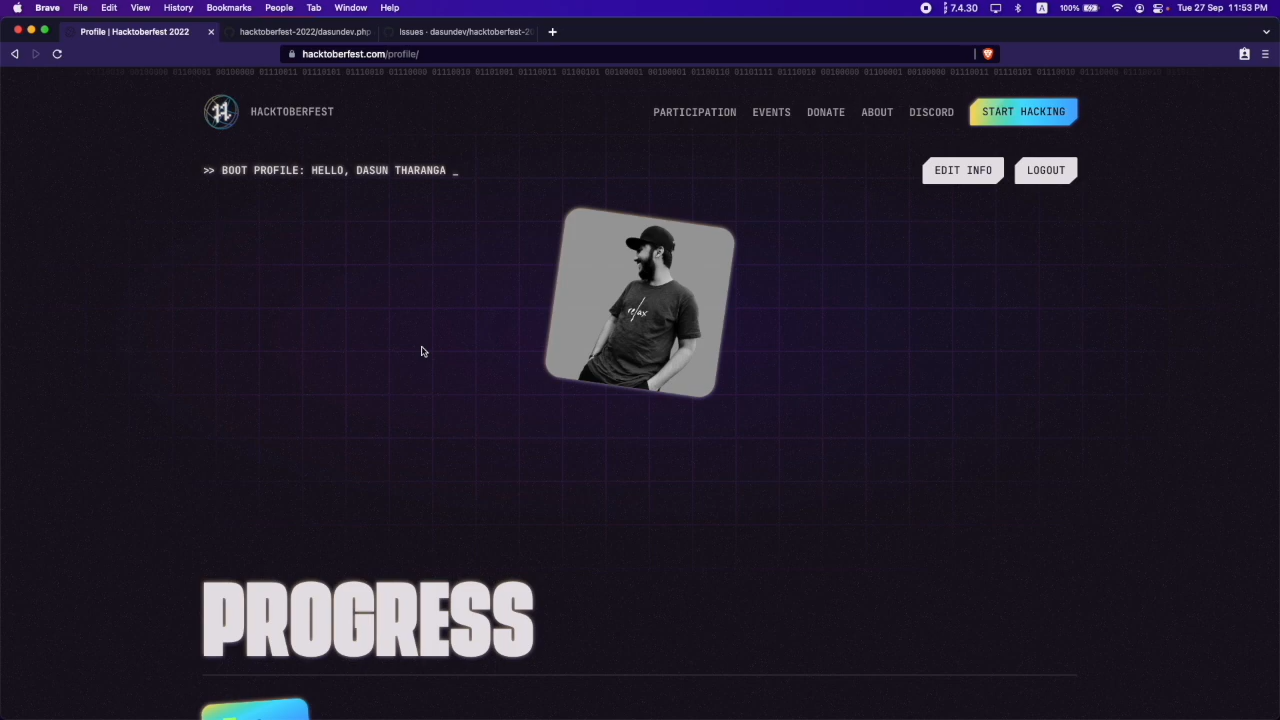 Brave File Edit View History Bookmarks People Tab Window Help 7.4.30 A 100% Tue 27 Sep 11:53 PM
Profile | Hacktoberfest 2022 hacktoberfest-2022/dasundev.php Issues · dasundev/hacktoberfest-20
hacktoberfest.com/profile/
HACKTOBERFEST PARTICIPATION EVENTS DONATE ABOUT DISCORD START HACKING
>> BOOT PROFILE: HELLO, DASUN THARANGA _ EDIT INFO LOGOUT
relax
PROGRESS